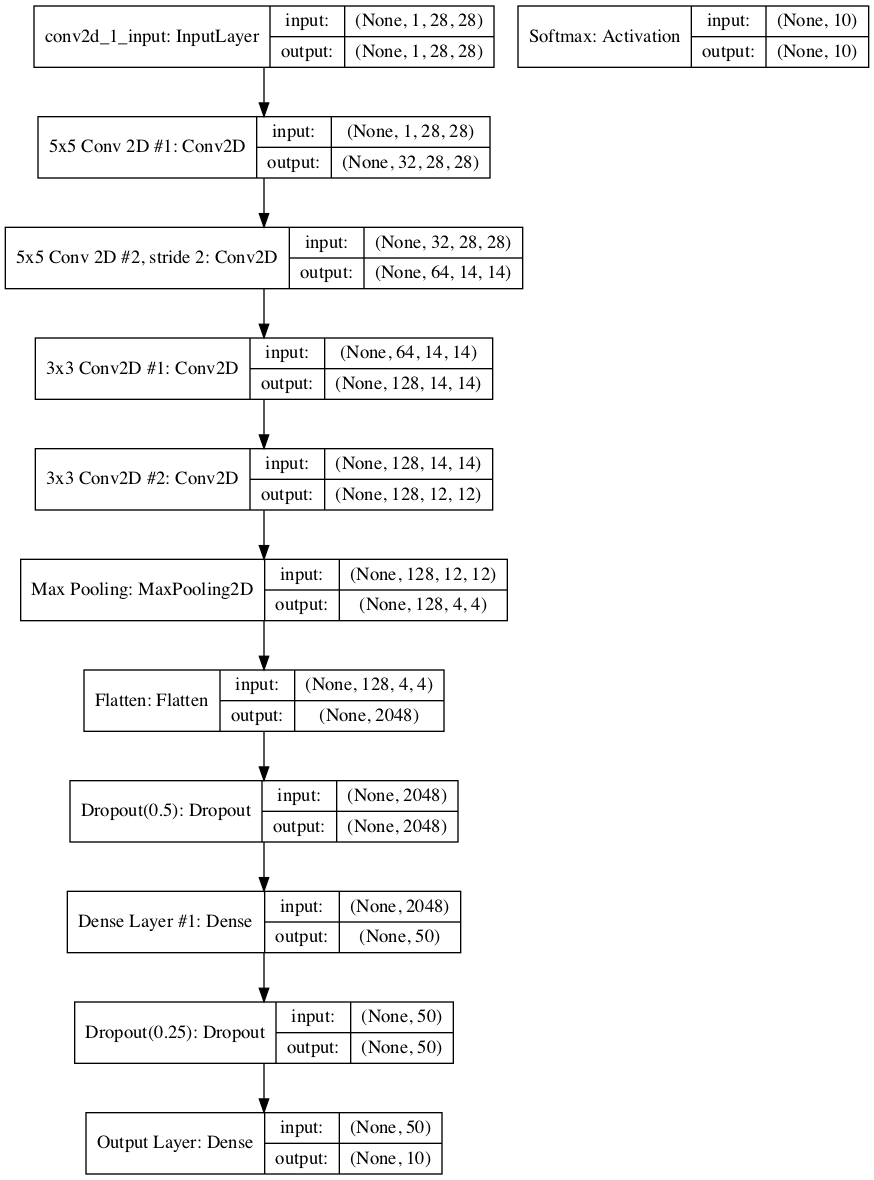 conv2d_1_input: InputLayer
input: (None, 1, 28, 28)
output: (None, 1, 28, 28)
Softmax: Activation
input: (None, 10)
output: (None, 10)
5x5 Conv 2D #1: Conv2D
input: (None, 1, 28, 28)
output: (None, 32, 28, 28)
5x5 Conv 2D #2, stride 2: Conv2D
input: (None, 32, 28, 28)
output: (None, 64, 14, 14)
3x3 Conv2D #1: Conv2D
input: (None, 64, 14, 14)
output: (None, 128, 14, 14)
3x3 Conv2D #2: Conv2D
input: (None, 128, 14, 14)
output: (None, 128, 12, 12)
Max Pooling: MaxPooling2D
input: (None, 128, 12, 12)
output: (None, 128, 4, 4)
Flatten: Flatten
input: (None, 128, 4, 4)
output: (None, 2048)
Dropout(0.5): Dropout
input: (None, 2048)
output: (None, 2048)
Dense Layer #1: Dense
input: (None, 2048)
output: (None, 50)
Dropout(0.25): Dropout
input: (None, 50)
output: (None, 50)
Output Layer: Dense
input: (None, 50)
output: (None, 10)